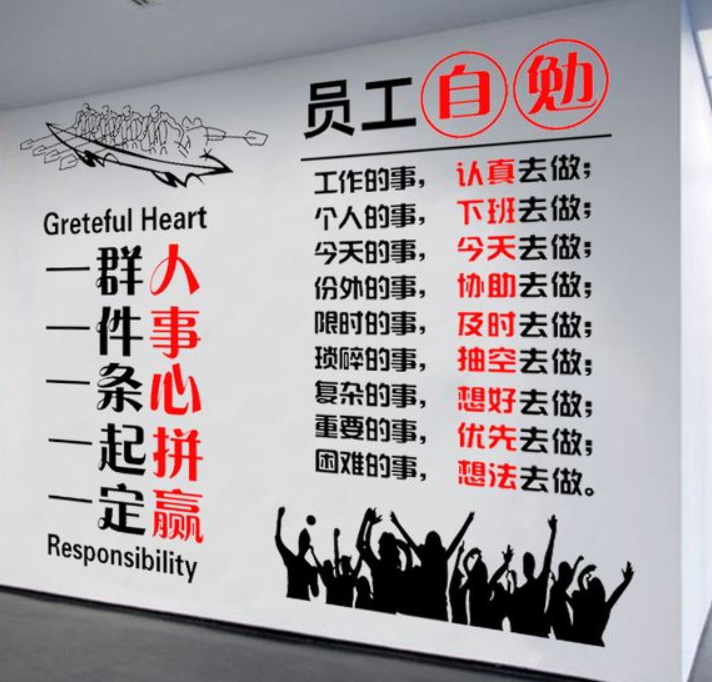 Greteful Heart
一群人
一件事
一条心
一起拼
一定赢
Responsibility
员工自勉
工作的事，认真去做；
个人的事，下班去做；
今天的事，今天去做；
份外的事，协助去做；
限时的事，及时去做；
琐碎的事，抽空去做；
复杂的事，想好去做；
重要的事，优先去做；
困难的事，想法去做。